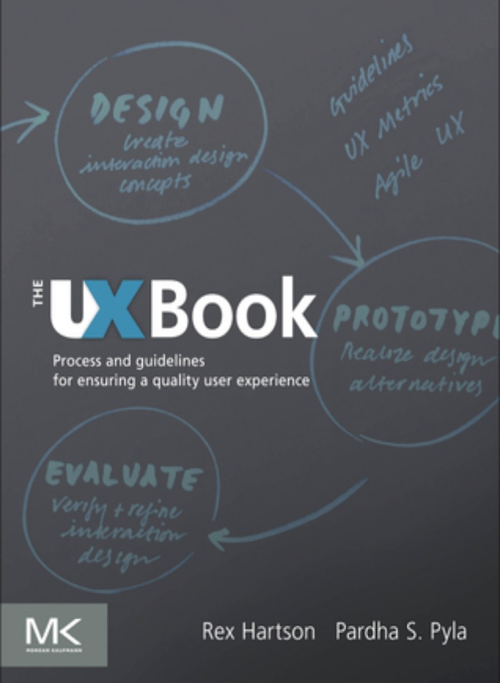 DESIGN
create
interaction design
concepts
Guidelines
UX Metrics
Agile UX
THE
UX Book
Process and guidelines
for ensuring a quality user experience
PROTOTYPE
Realize design
alternatives
EVALUATE
Verify + refine
interaction
design
MK
MORGAN KAUFMANN
Rex Hartson Pardha S. Pyla